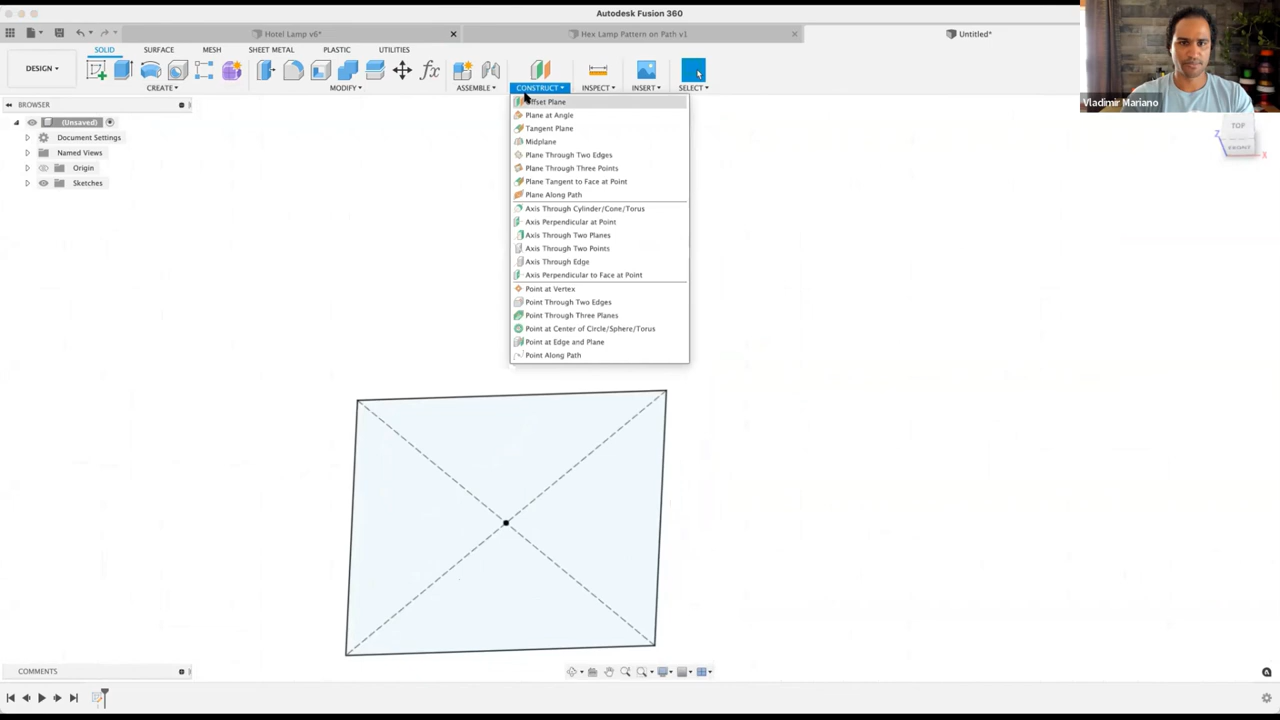 Autodesk Fusion 360
Hotel Lamp v6*
Hex Lamp Pattern on Path v1
Untitled*
DESIGN
SOLID
SURFACE
MESH
SHEET METAL
PLASTIC
UTILITIES
CREATE
MODIFY
ASSEMBLE
CONSTRUCT
INSPECT
INSERT
SELECT
Vladimir Mariano
BROWSER
(Unsaved)
Document Settings
Named Views
Origin
Sketches
Offset Plane
Plane at Angle
Tangent Plane
Midplane
Plane Through Two Edges
Plane Through Three Points
Plane Tangent to Face at Point
Plane Along Path
Axis Through Cylinder/Cone/Torus
Axis Perpendicular at Point
Axis Through Two Planes
Axis Through Two Points
Axis Through Edge
Axis Perpendicular to Face at Point
Point at Vertex
Point Through Two Edges
Point Through Three Planes
Point at Center of Circle/Sphere/Torus
Point at Edge and Plane
Point Along Path
TOP
Z
FRONT
X
COMMENTS